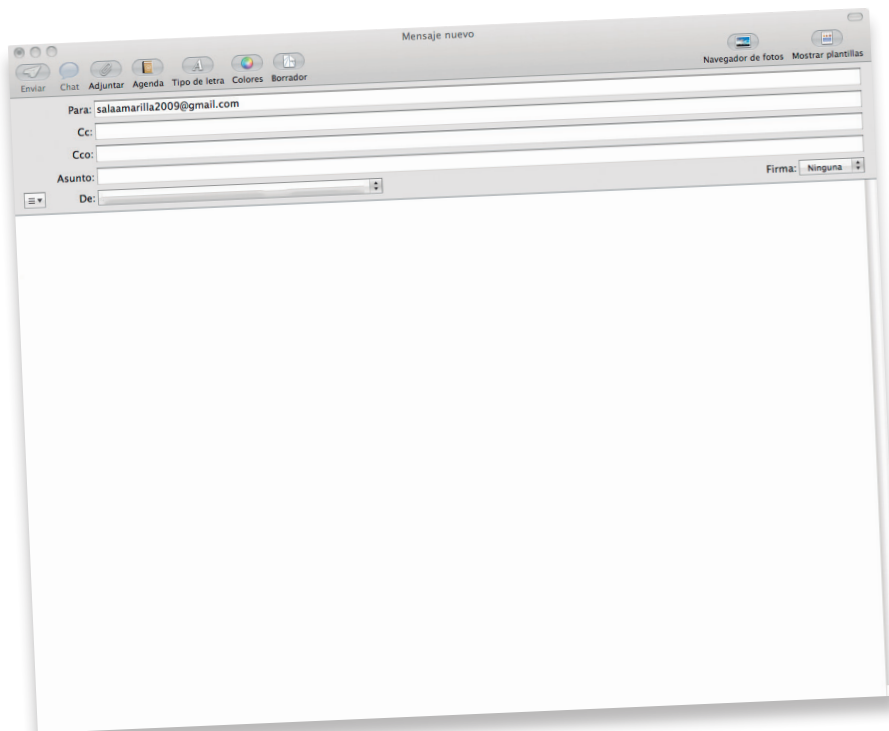 Mensaje nuevo
Enviar Chat Adjuntar Agenda Tipo de letra Colores Borrador Navegador de fotos Mostrar plantillas
Para: salaamarilla2009@gmail.com
Cc:
Cco:
Asunto:
De: Firma: Ninguna